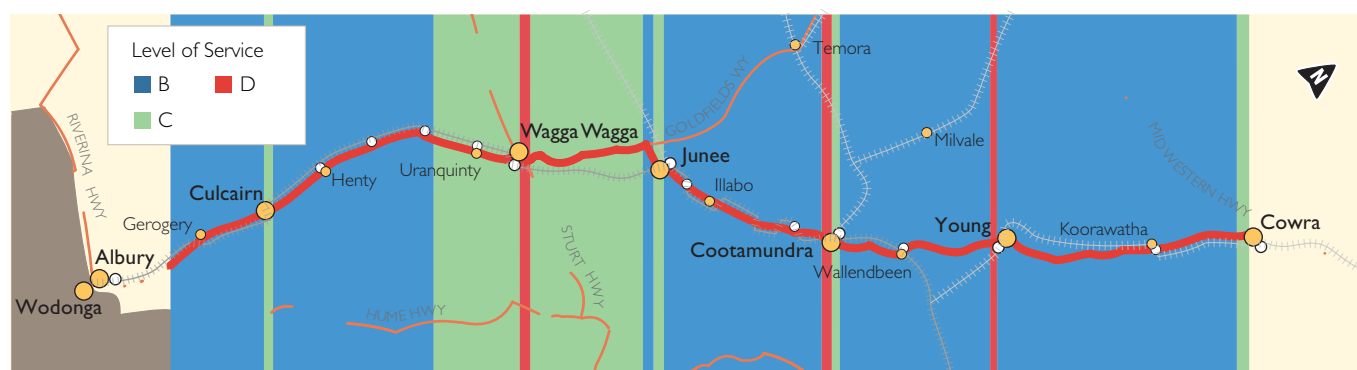 Level of Service
B
D
C
RIVERINA HWY
Temora
GOLDFIELDS WY
N
Wagga Wagga
Milvale
MID WESTERN HWY
Junee
Uranquinty
Henty
Illabo
Culcairn
Gerogery
Young
Koorawatha
Cowra
Cootamundra
Wallendbeen
STURT HWY
Albury
Wodonga
HUME HWY